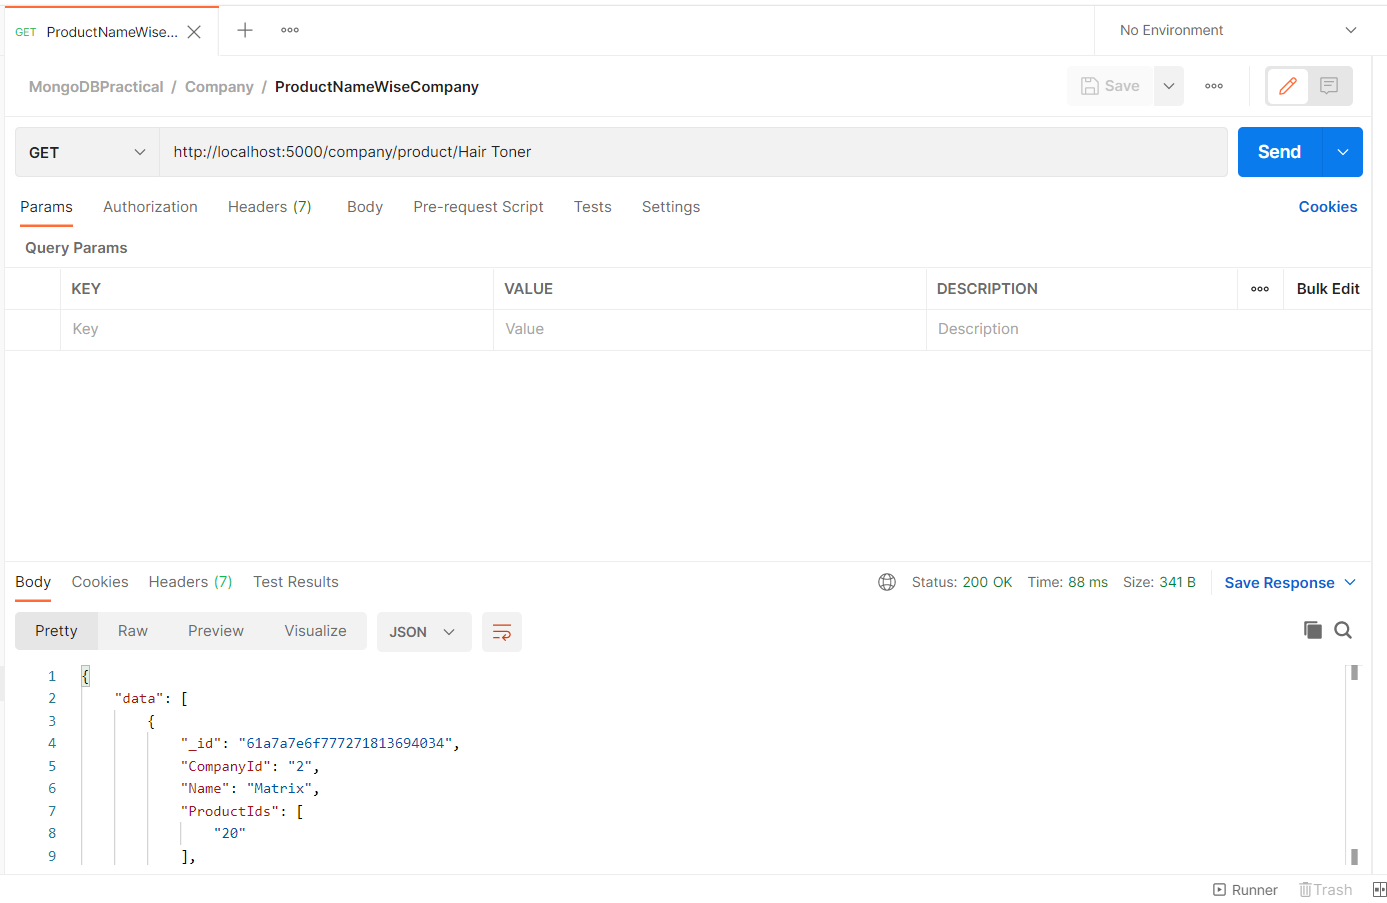 GET ProductNameWise...
No Environment
MongoDBPractical / Company / ProductNameWiseCompany
Save
GET
http://localhost:5000/company/product/Hair Toner
Send
Params Authorization Headers (7) Body Pre-request Script Tests Settings Cookies
Query Params
KEY VALUE DESCRIPTION Bulk Edit
Key Value Description
Body Cookies Headers (7) Test Results Status: 200 OK Time: 88 ms Size: 341 B Save Response
Pretty Raw Preview Visualize JSON
1 {
2 "data": [
3 {
4 "_id": "61a7a7e6f777271813694034",
5 "CompanyId": "2",
6 "Name": "Matrix",
7 "ProductIds": [
8 "20"
9 ],
Runner Trash